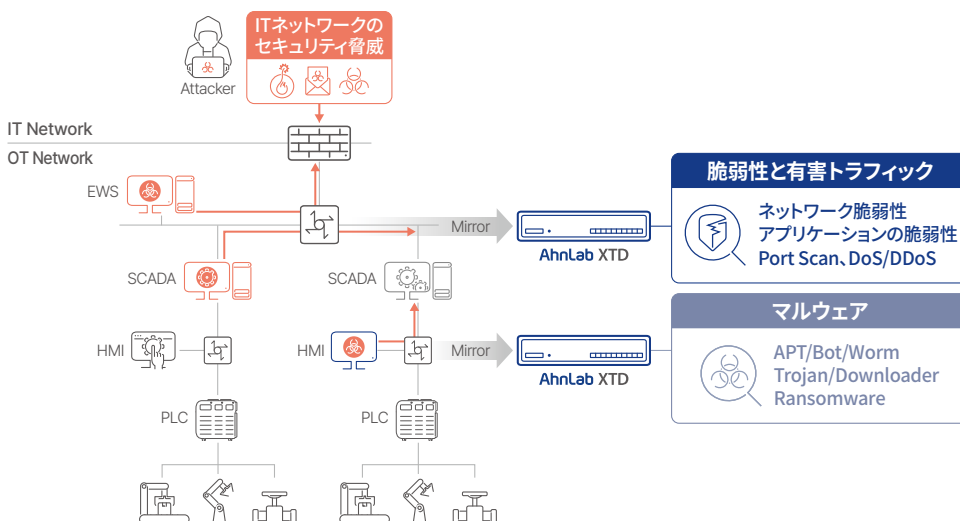 ITネットワークの
セキュリティ脅威
Attacker
IT Network
OT Network
EWS
Mirror
AhnLab XTD
脆弱性と有害トラフィック
ネットワーク脆弱性
アプリケーションの脆弱性
Port Scan、DoS/DDoS
SCADA
SCADA
HMI
HMI
Mirror
AhnLab XTD
マルウェア
APT/Bot/Worm
Trojan/Downloader
Ransomware
PLC
PLC